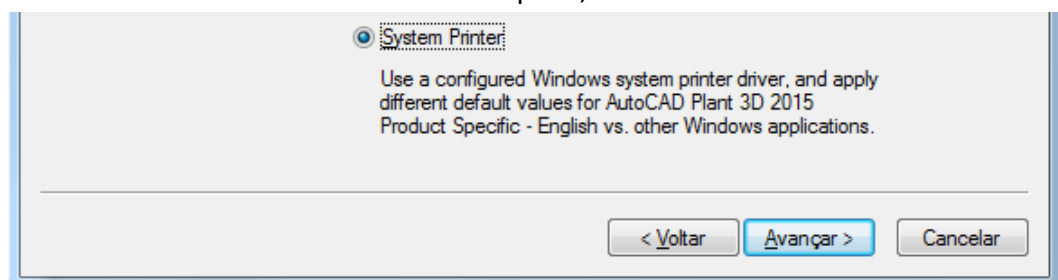 System Printer
Use a configured Windows system printer driver, and apply
different default values for AutoCAD Plant 3D 2015
Product Specific - English vs. other Windows applications.
< Voltar Avançar > Cancelar